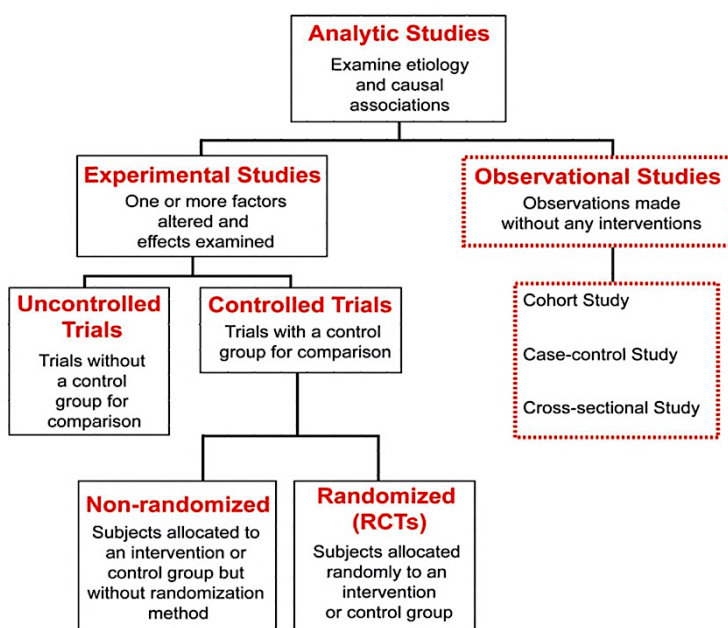 Analytic Studies
Examine etiology
and causal
associations
Experimental Studies
One or more factors
altered and
effects examined
Observational Studies
Observations made
without any interventions
Uncontrolled
Trials
Trials without
a control
group for
comparison
Controlled Trials
Trials with a control
group for comparison
Cohort Study
Case-control Study
Cross-sectional Study
Non-randomized
Subjects allocated to
an intervention or
control group but
without randomization
method
Randomized
(RCTs)
Subjects allocated
randomly to an
intervention
or control group